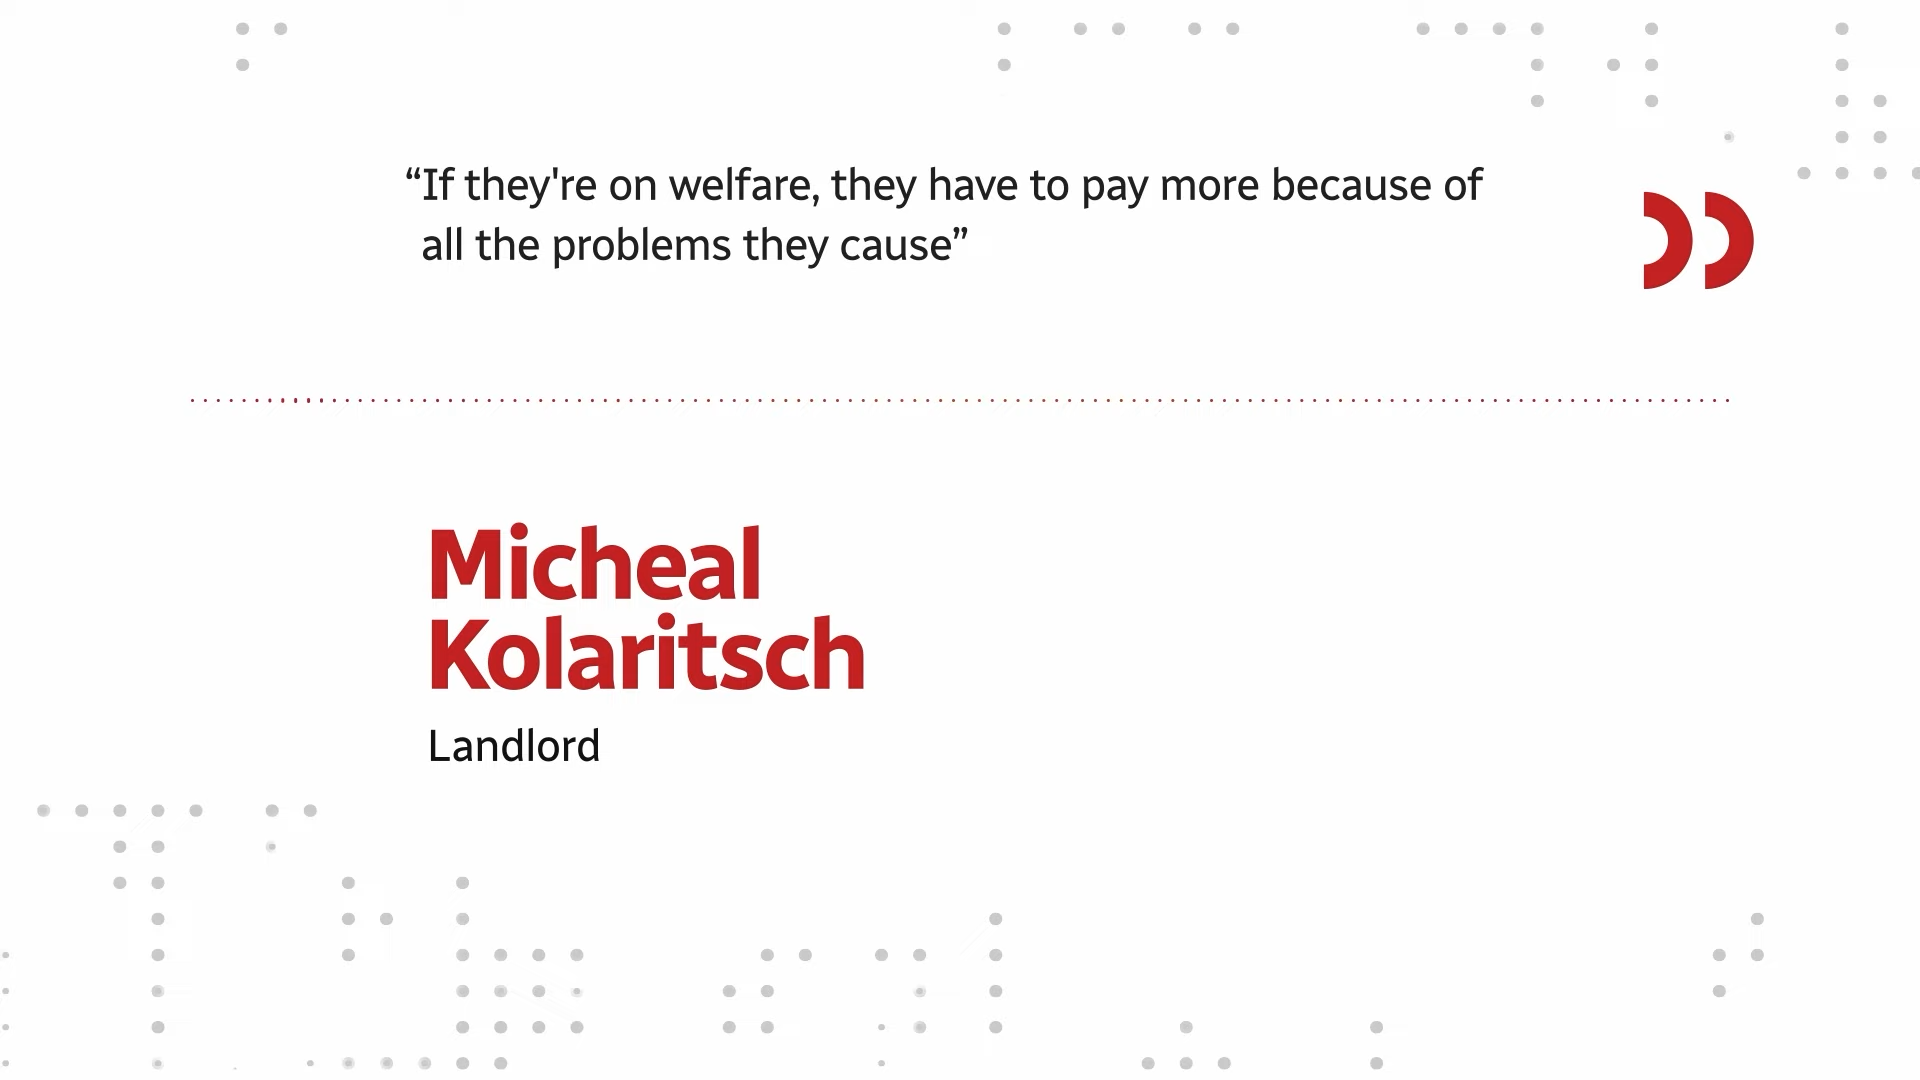 “If they're on welfare, they have to pay more because of
all the problems they cause”
Micheal
Kolaritsch
Landlord